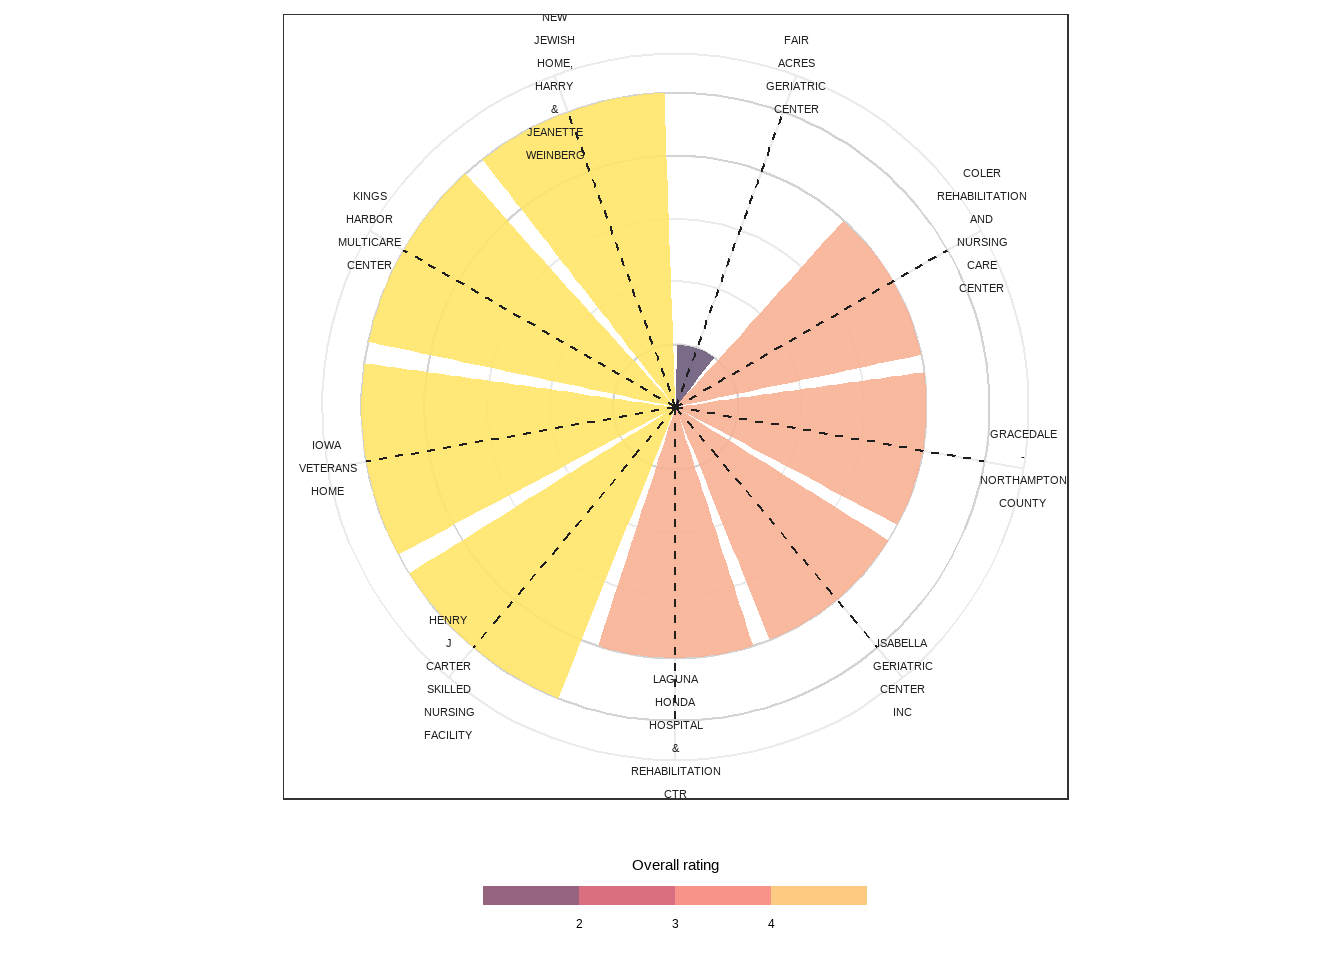 NEW
JEWISH
HOME,
HARRY
&
JEANETTE
WEINBERG
FAIR
ACRES
GERIATRIC
CENTER
COLER
REHABILITATION
AND
NURSING
CARE
CENTER
KINGS
HARBOR
MULTICARE
CENTER
GRACEDALE
-
NORTHAMPTON
COUNTY
IOWA
VETERANS
HOME
HENRY
J
CARTER
SKILLED
NURSING
FACILITY
ISABELLA
GERIATRIC
CENTER
INC
LAGUNA
HONDA
HOSPITAL
&
REHABILITATION
CTR
Overall rating
2 3 4